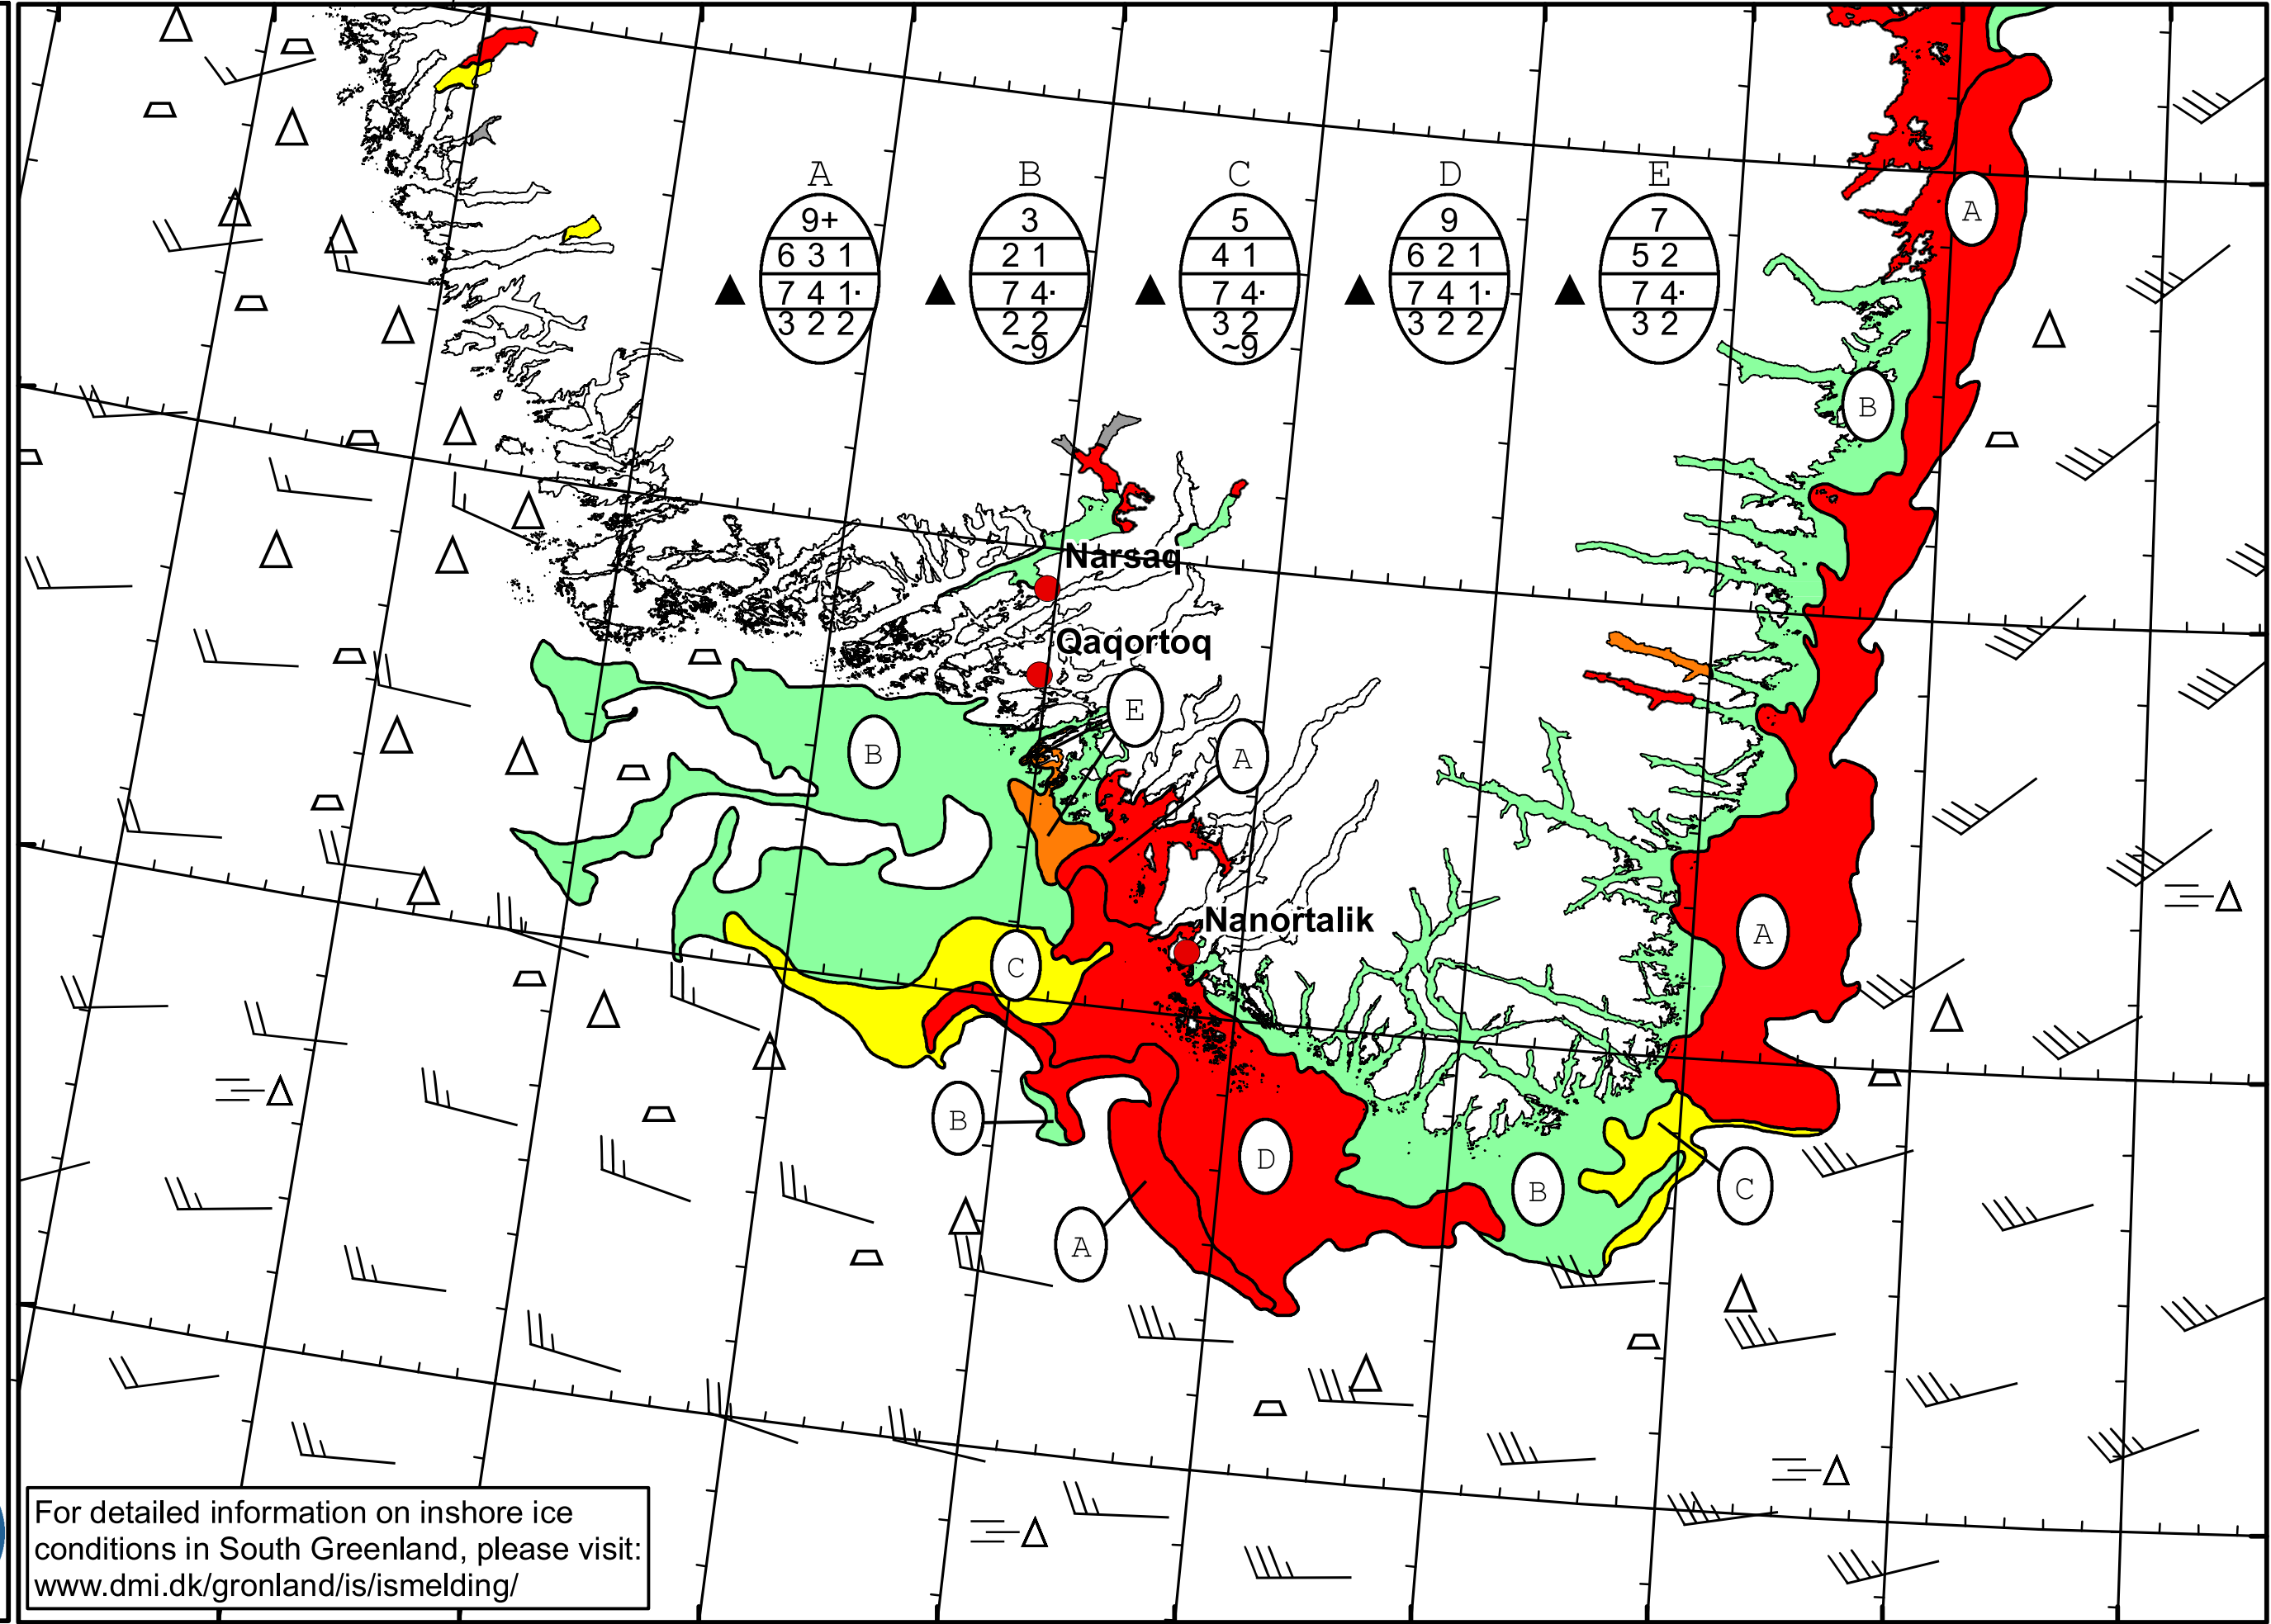 A B C D E
9+ 3 5 9 7
6 3 1 2 1 4 1 6 2 1 5 2
7 4 1· 7 4· 7 4· 7 4 1· 7 4·
3 2 2 2 2 3 2 3 2 2 3 2
~9 ~9
A
B
Narsaq
Qaqortoq
E
B
A
Nanortalik
A
C
B
D
B
C
A
For detailed information on inshore ice
conditions in South Greenland, please visit:
www.dmi.dk/gronland/is/ismelding/